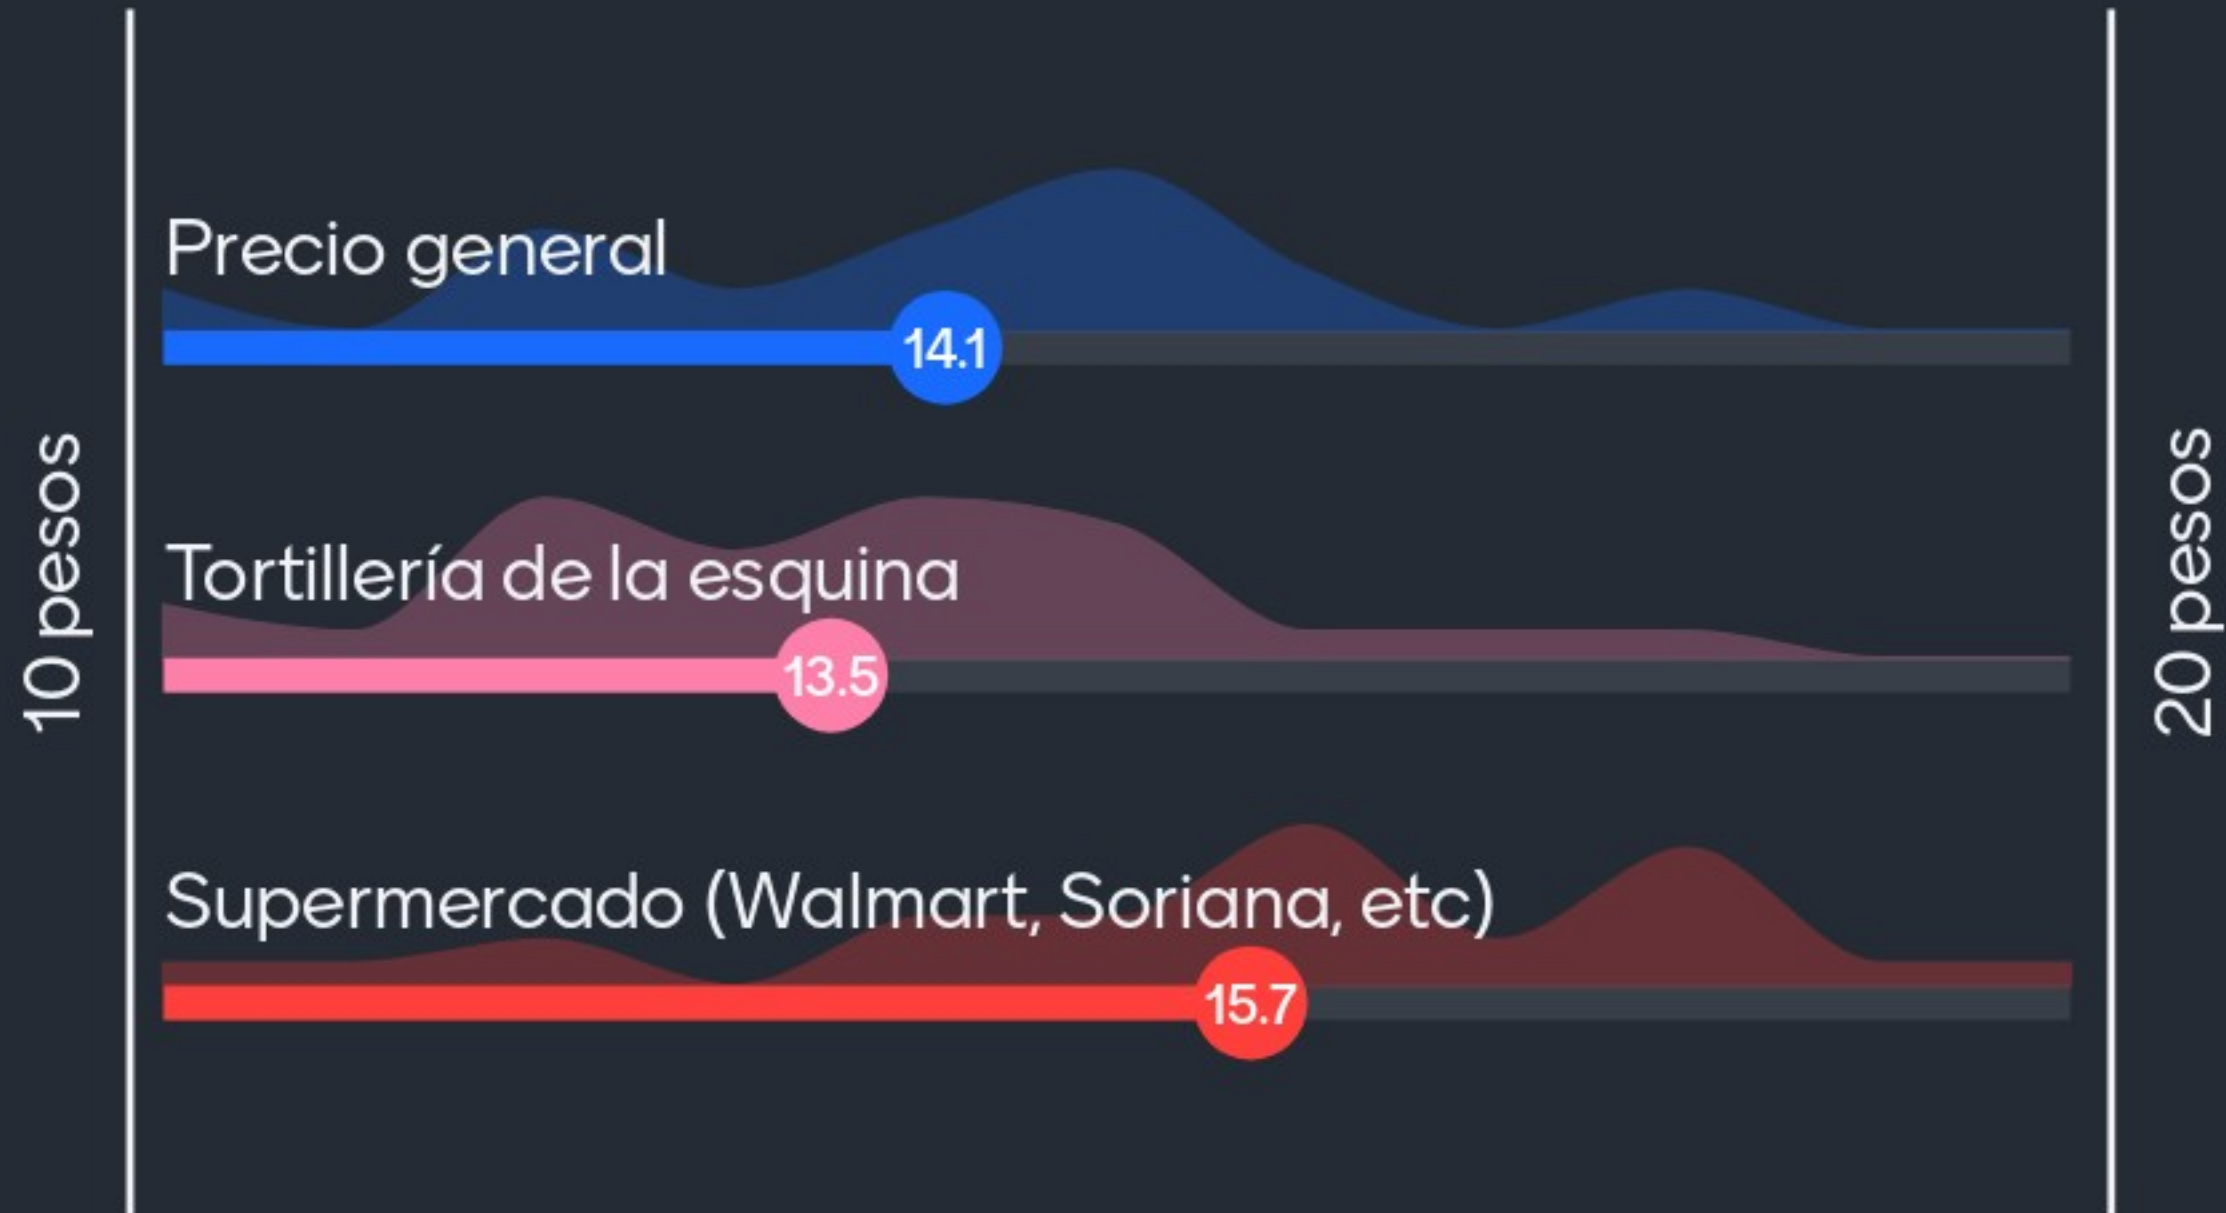 Precio general
14.1
10 pesos
Tortillería de la esquina
13.5
20 pesos
Supermercado (Walmart, Soriana, etc)
15.7